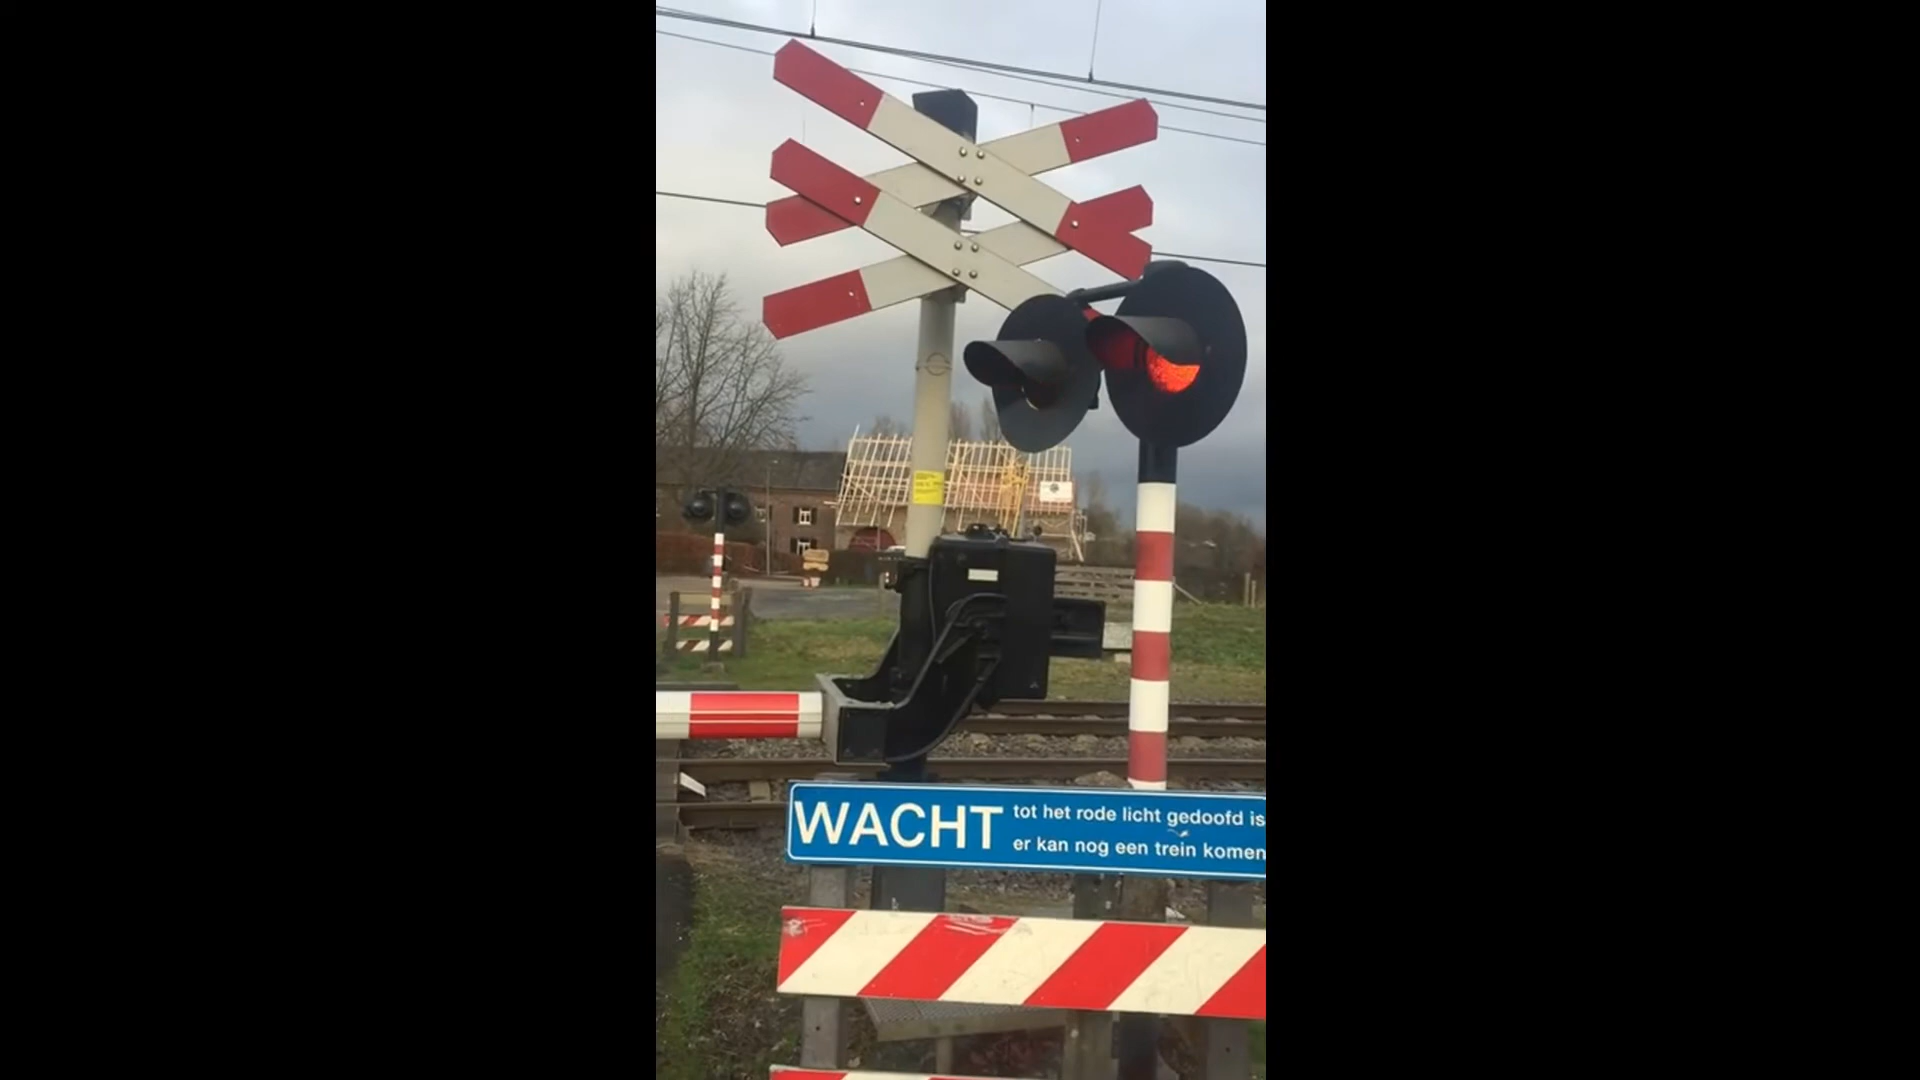 WACHT
tot het rode licht gedoofd is
er kan nog een trein komen